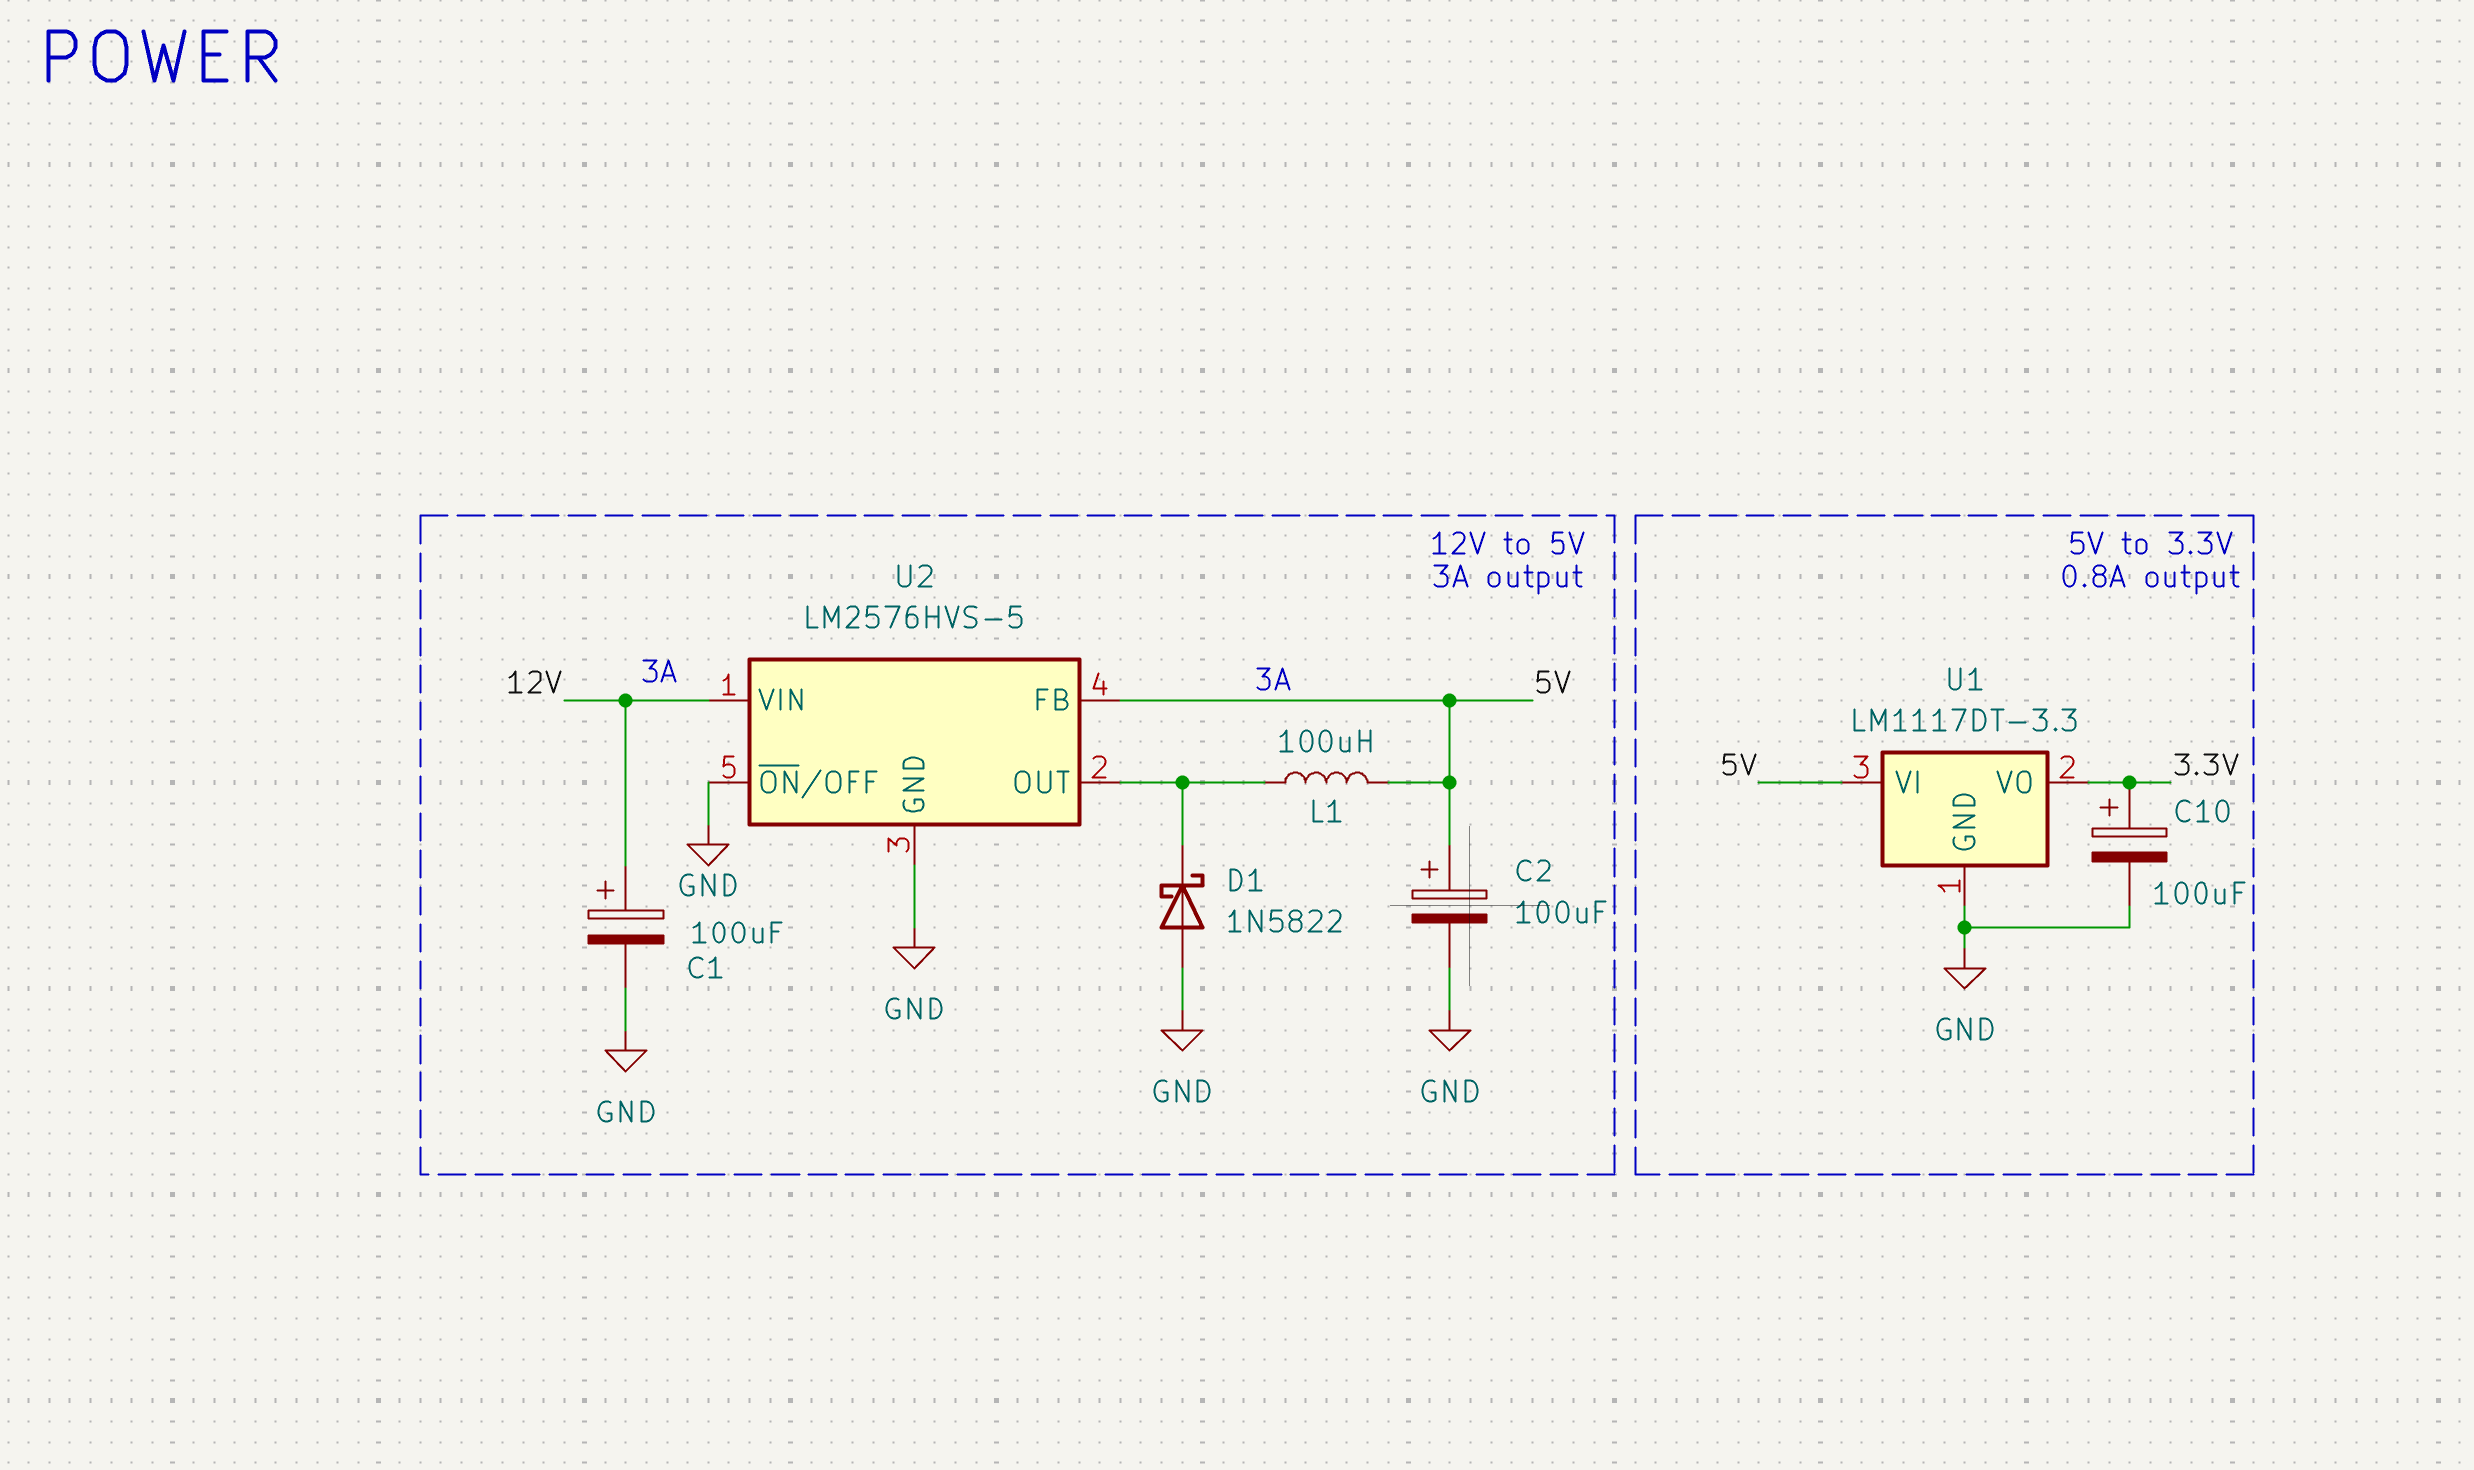 POWER
12V to 5V
3A output
U2
LM2576HVS-5
12V
3A
1
VIN
FB
4
3A
5V
5
ON/OFF
GND
OUT
2
100uH
L1
3
GND
100uF
C1
GND
GND
D1
1N5822
GND
C2
100uF
GND
5V to 3.3V
0.8A output
U1
LM1117DT-3.3
5V
3
VI
GND
VO
2
3.3V
C10
100uF
1
GND